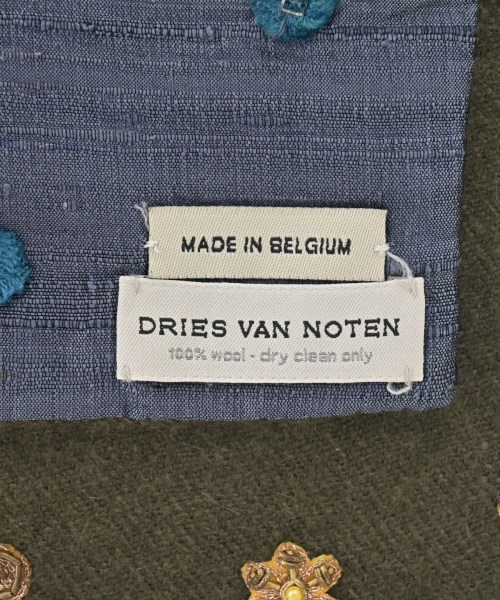 MADE IN BELGIUM
DRIES VAN NOTEN
100% wool - dry clean only